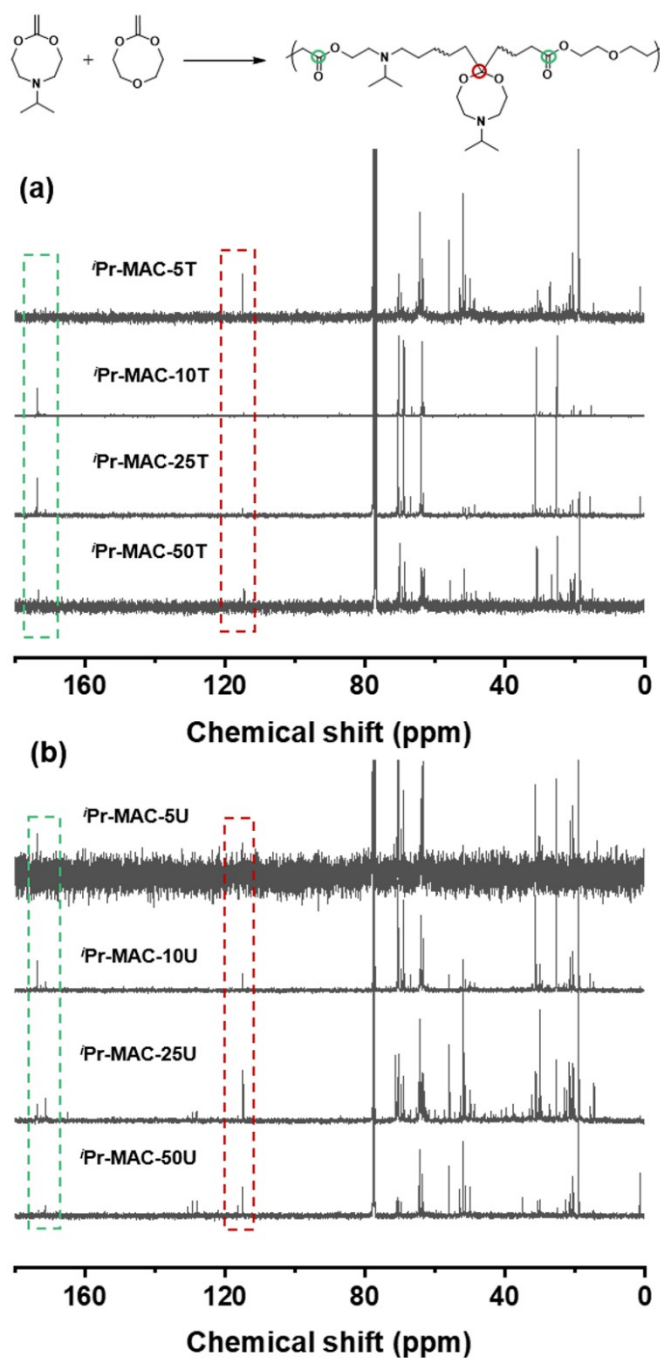 O O O O O O O O
+
N O N O O O
N
(a)
iPr-MAC-5T
iPr-MAC-10T
iPr-MAC-25T
iPr-MAC-50T
160 120 80 40 0
Chemical shift (ppm)
(b)
iPr-MAC-5U
iPr-MAC-10U
iPr-MAC-25U
iPr-MAC-50U
160 120 80 40 0
Chemical shift (ppm)